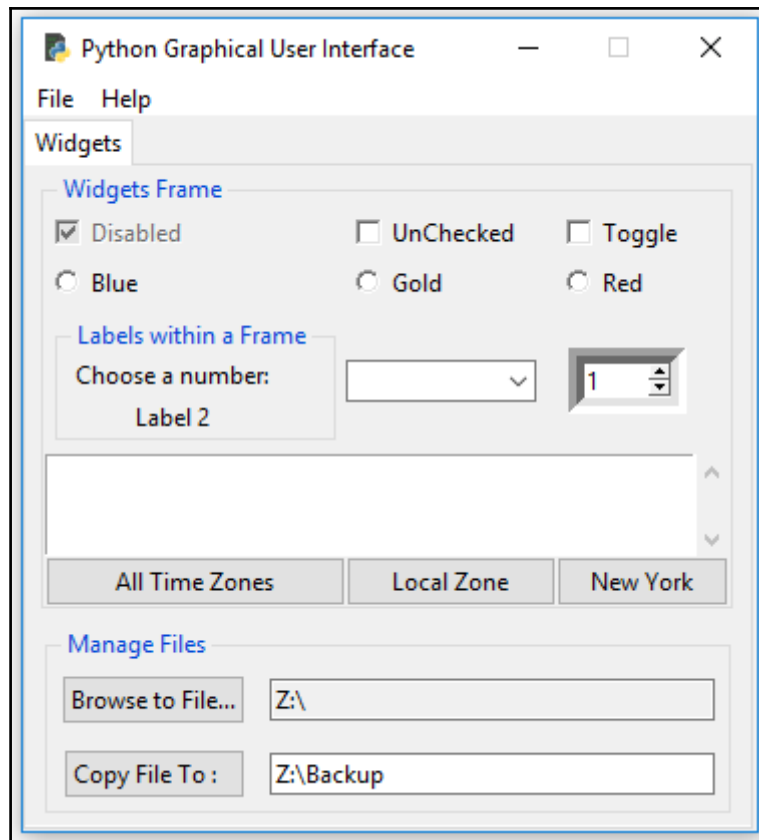 Python Graphical User Interface
File Help
Widgets
Widgets Frame
Disabled UnChecked Toggle
Blue Gold Red
Labels within a Frame
Choose a number: 1
Label 2
All Time Zones Local Zone New York
Manage Files
Browse to File... Z:\
Copy File To : Z:\Backup